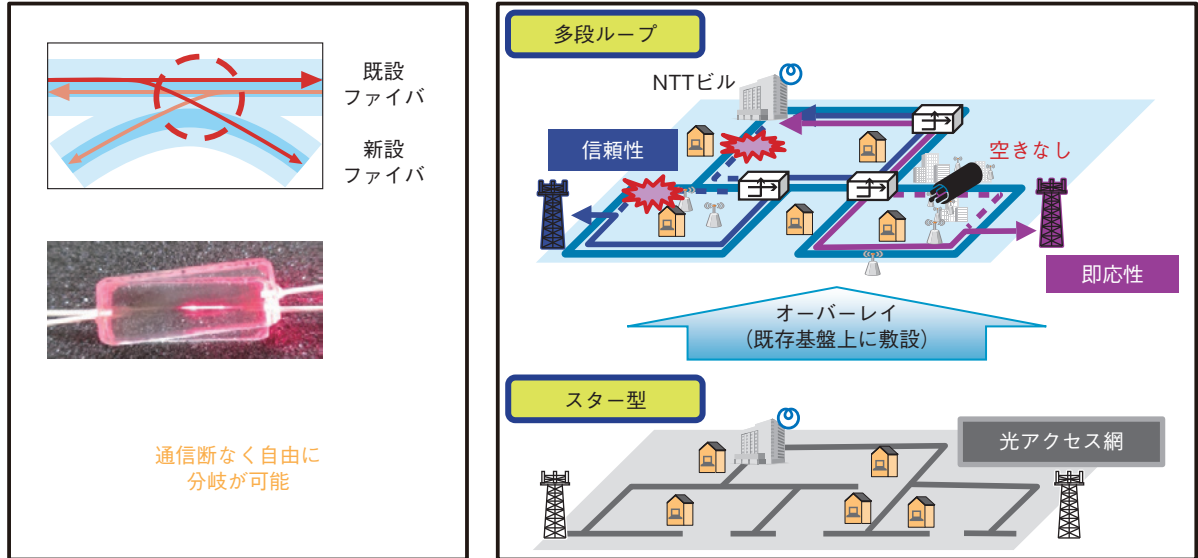 既設
ファイバ
新設
ファイバ
通信断なく自由に
分岐が可能
多段ループ
NTTビル
信頼性
空きなし
即応性
オーバーレイ
(既存基盤上に敷設)
スター型
光アクセス網